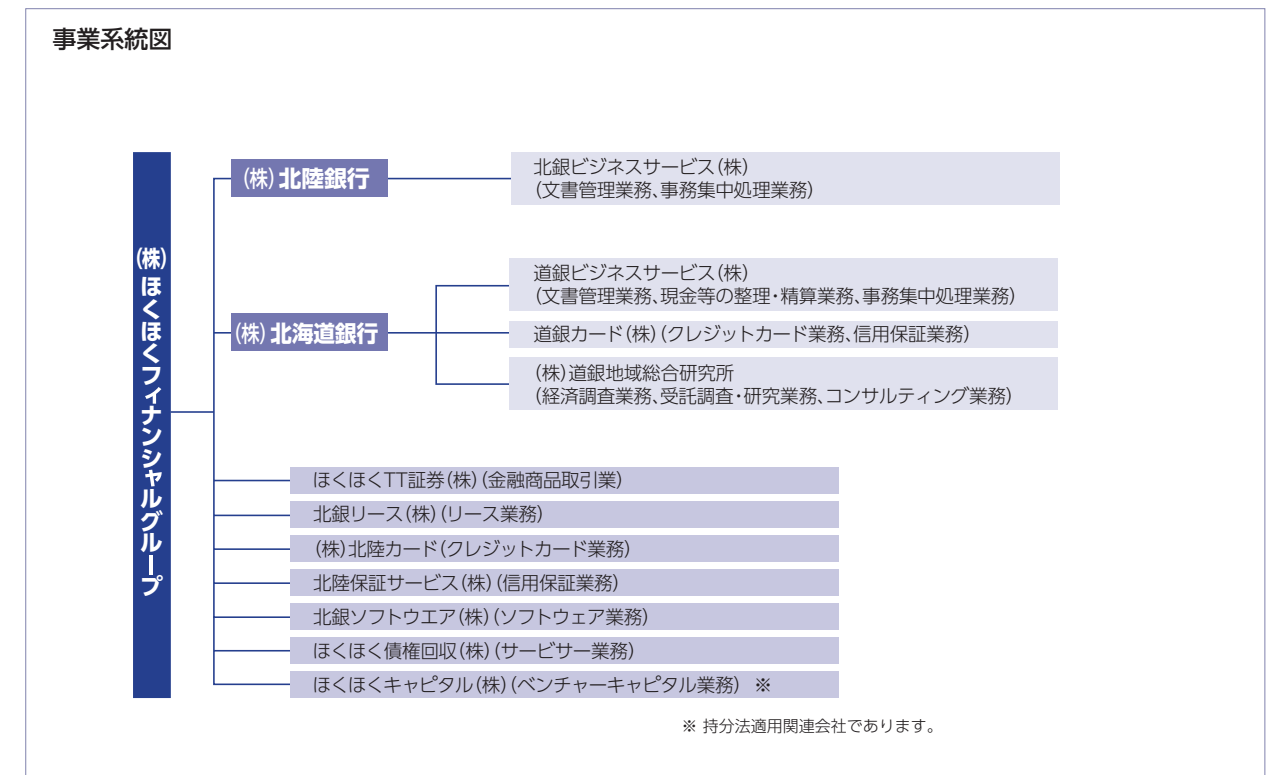 事業系統図
(株)ほくほくフィナンシャルグループ
(株)北陸銀行
北銀ビジネスサービス(株)
(文書管理業務、事務集中処理業務)
(株)北海道銀行
道銀ビジネスサービス(株)
(文書管理業務、現金等の整理・精算業務、事務集中処理業務)
道銀カード(株)(クレジットカード業務、信用保証業務)
(株)道銀地域総合研究所
(経済調査業務、受託調査・研究業務、コンサルティング業務)
ほくほくTT証券(株)(金融商品取引業)
北銀リース(株)(リース業務)
(株)北陸カード(クレジットカード業務)
北陸保証サービス(株)(信用保証業務)
北銀ソフトウエア(株)(ソフトウェア業務)
ほくほく債権回収(株)(サービサー業務)
ほくほくキャピタル(株)(ベンチャーキャピタル業務) ※
※ 持分法適用関連会社であります。